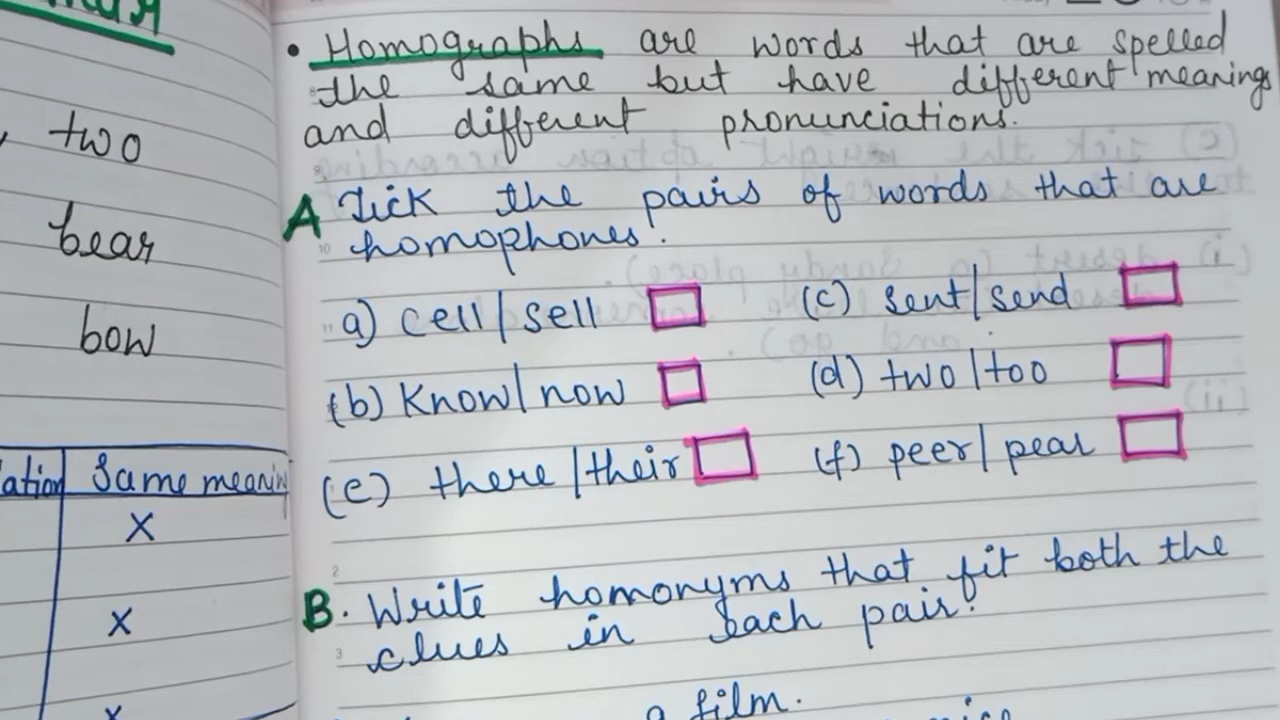 two
bear
bow
Same meaning
X
X
X
• Homographs are words that are spelled
the same but have different meanings
and different pronunciations.
A Tick the pairs of words that are
homophones.
a) cell/sell
(c) sent/send
(b) Know/now
(d) two/too
(e) there/their
(f) peer/pear
B. Write homonyms that fit both the
clues in each pair.
a film.